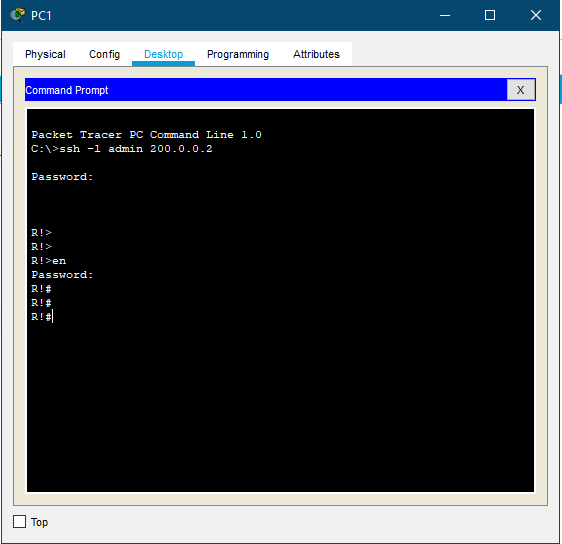 PC1
Physical Config Desktop Programming Attributes
Command Prompt X
Packet Tracer PC Command Line 1.0
C:\>ssh -l admin 200.0.0.2
Password:
R!>
R!>
R!>en
Password:
R!#
R!#
R!#
Top